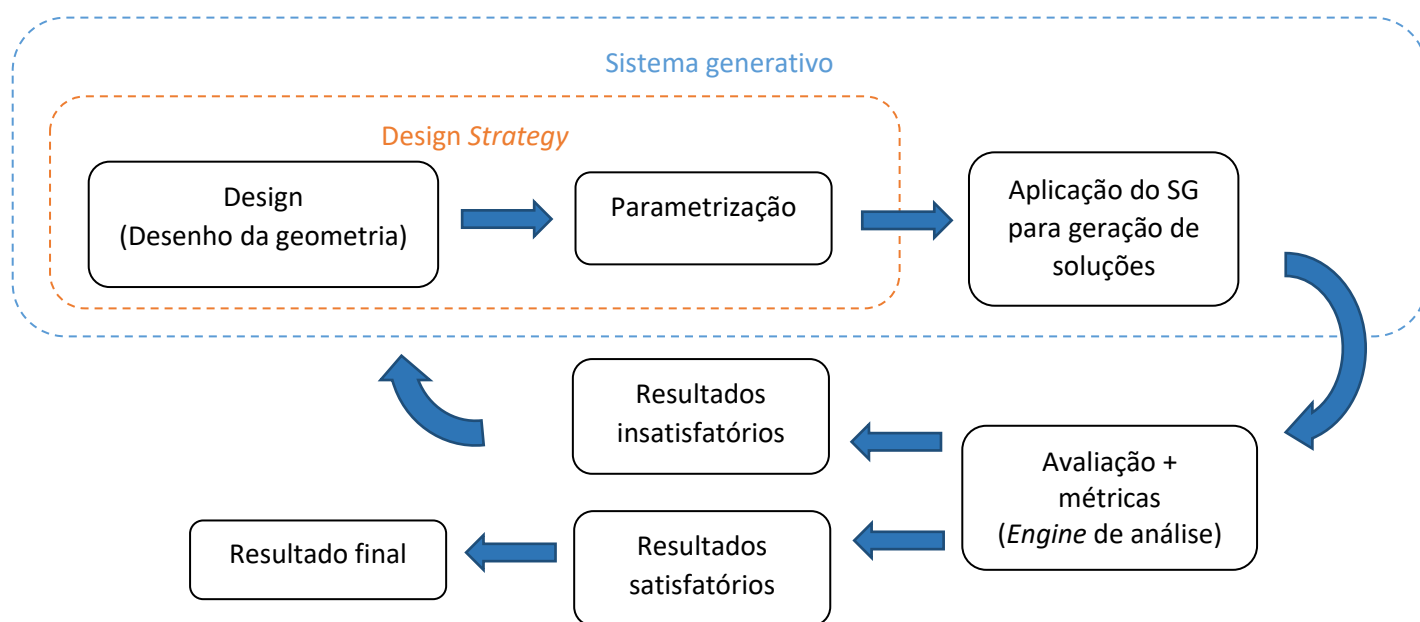 Sistema generativo
Design Strategy
Design
(Desenho da geometria)
Parametrização
Aplicação do SG
para geração de
soluções
Resultados
insatisfatórios
Avaliação +
métricas
(Engine de análise)
Resultados
satisfatórios
Resultado final